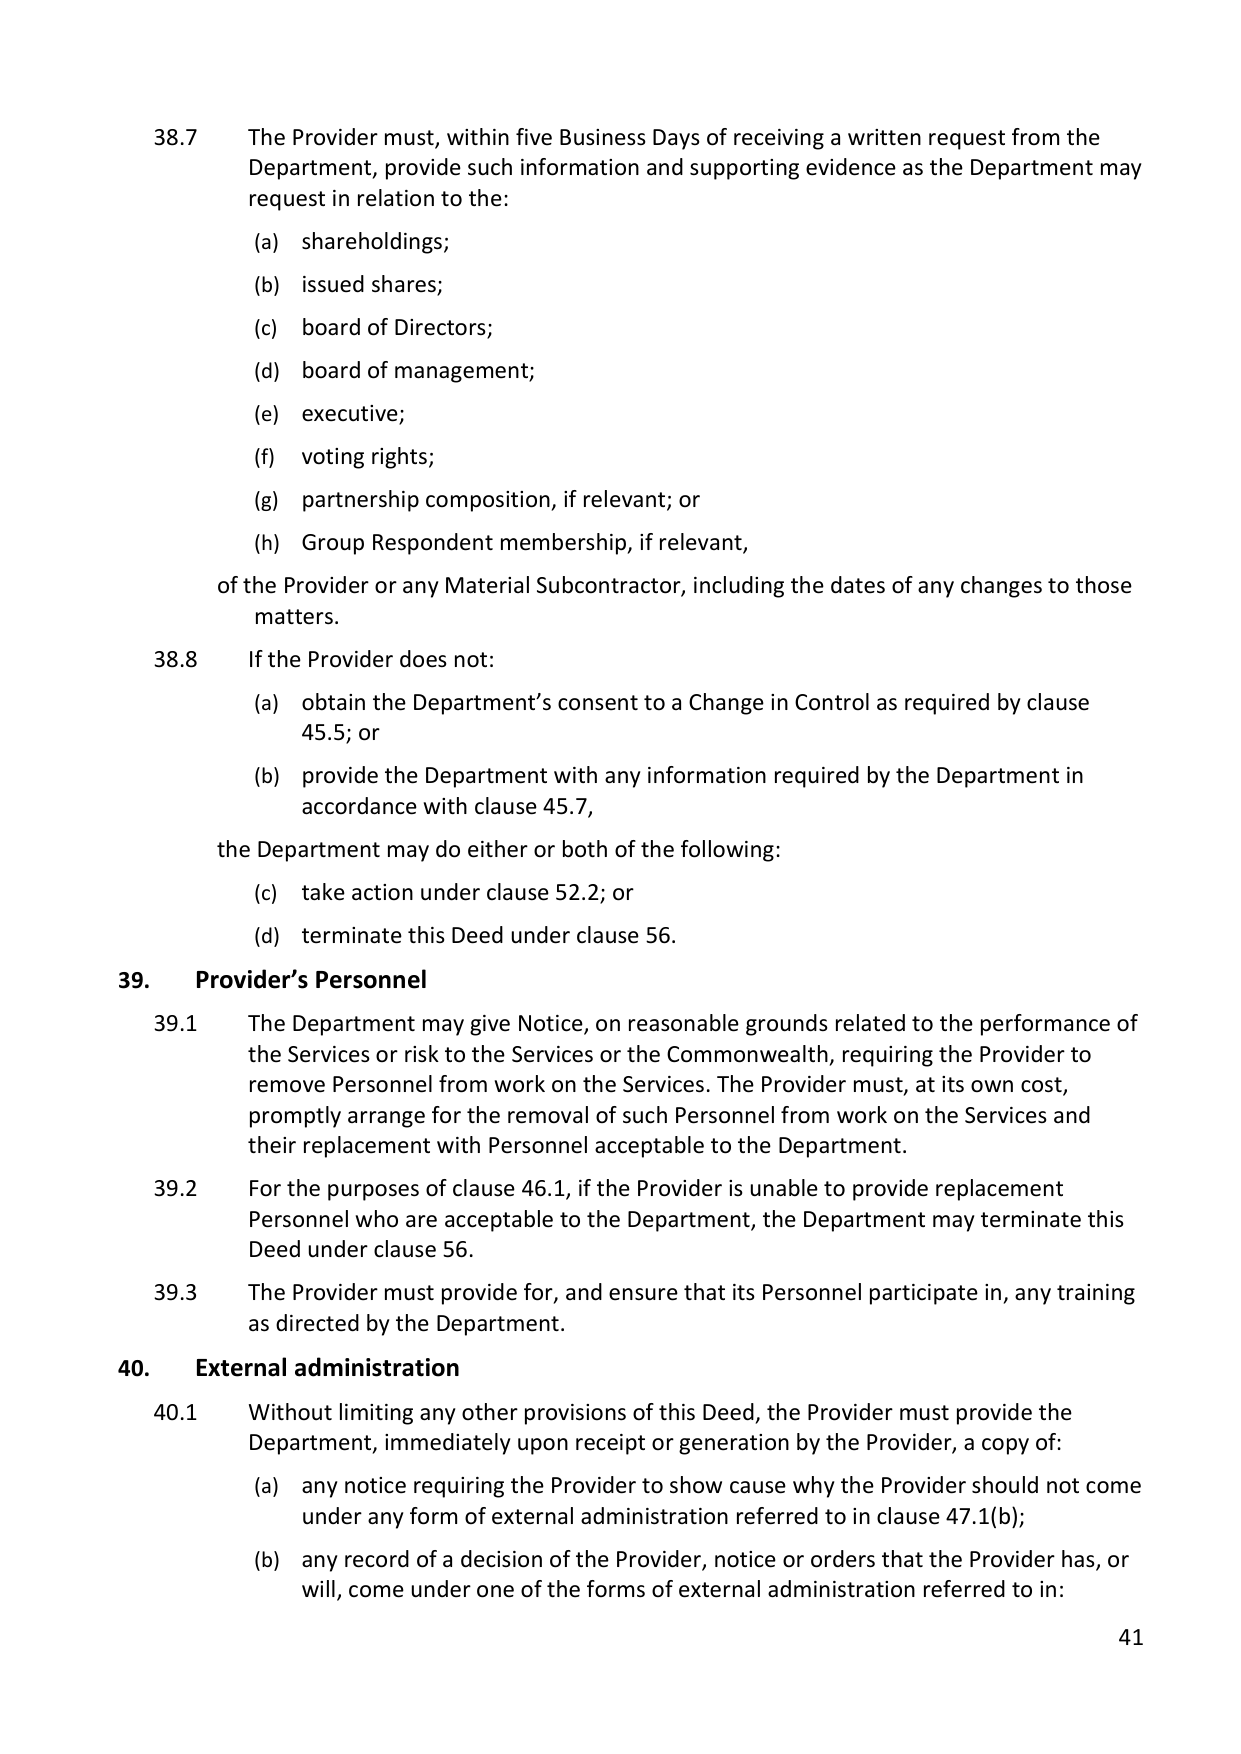 38.7 The Provider must, within five Business Days of receiving a written request from the
Department, provide such information and supporting evidence as the Department may
request in relation to the:
(a) shareholdings;
(b) issued shares;
(c) board of Directors;
(d) board of management;
(e) executive;
(f) voting rights;
(g) partnership composition, if relevant; or
(h) Group Respondent membership, if relevant,
of the Provider or any Material Subcontractor, including the dates of any changes to those
matters.
38.8 If the Provider does not:
(a) obtain the Department’s consent to a Change in Control as required by clause
45.5; or
(b) provide the Department with any information required by the Department in
accordance with clause 45.7,
the Department may do either or both of the following:
(c) take action under clause 52.2; or
(d) terminate this Deed under clause 56.
39. Provider’s Personnel
39.1 The Department may give Notice, on reasonable grounds related to the performance of
the Services or risk to the Services or the Commonwealth, requiring the Provider to
remove Personnel from work on the Services. The Provider must, at its own cost,
promptly arrange for the removal of such Personnel from work on the Services and
their replacement with Personnel acceptable to the Department.
39.2 For the purposes of clause 46.1, if the Provider is unable to provide replacement
Personnel who are acceptable to the Department, the Department may terminate this
Deed under clause 56.
39.3 The Provider must provide for, and ensure that its Personnel participate in, any training
as directed by the Department.
40. External administration
40.1 Without limiting any other provisions of this Deed, the Provider must provide the
Department, immediately upon receipt or generation by the Provider, a copy of:
(a) any notice requiring the Provider to show cause why the Provider should not come
under any form of external administration referred to in clause 47.1(b);
(b) any record of a decision of the Provider, notice or orders that the Provider has, or
will, come under one of the forms of external administration referred to in:
41